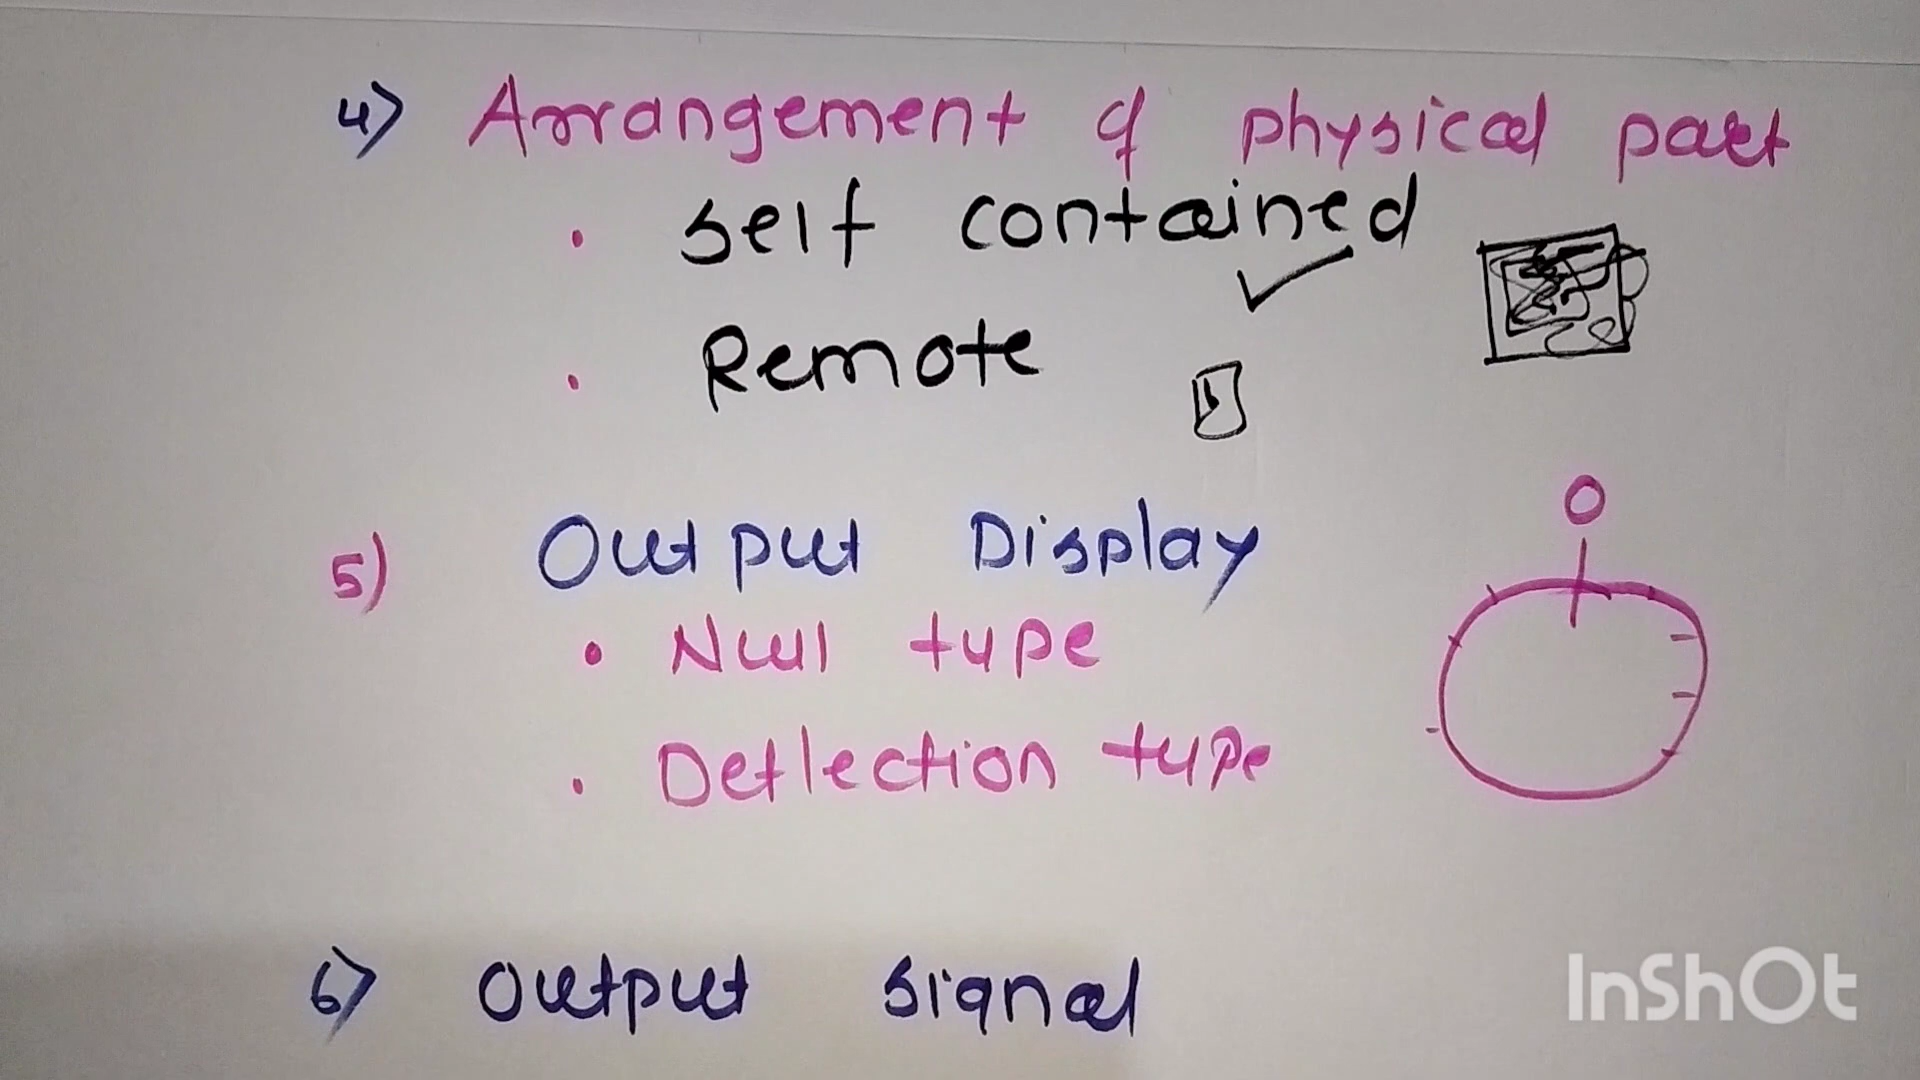 4) Arrangement of physical part
• Self contained
• Remote
0
5) Output Display
• Null type
• Deflection type
6) Output signal
InShOt